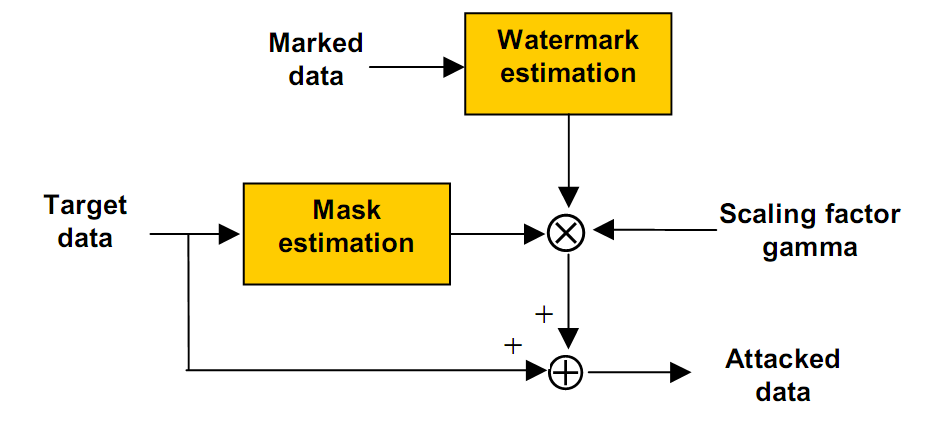 Marked
data
Watermark
estimation
Target
data
Mask
estimation
Scaling factor
gamma
+
+
Attacked
data